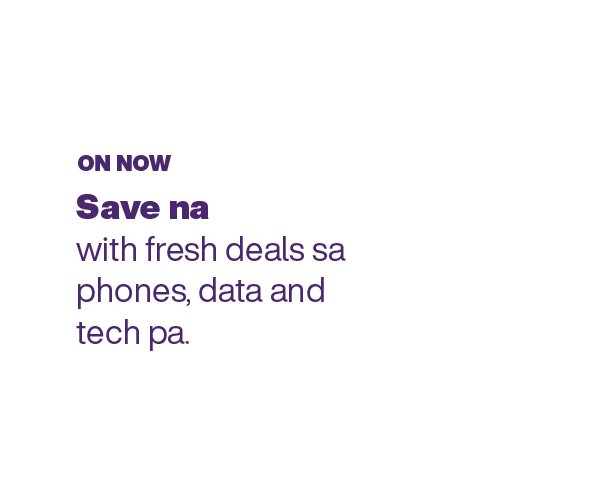 ON NOW
Save na
with fresh deals sa
phones, data and
tech pa.